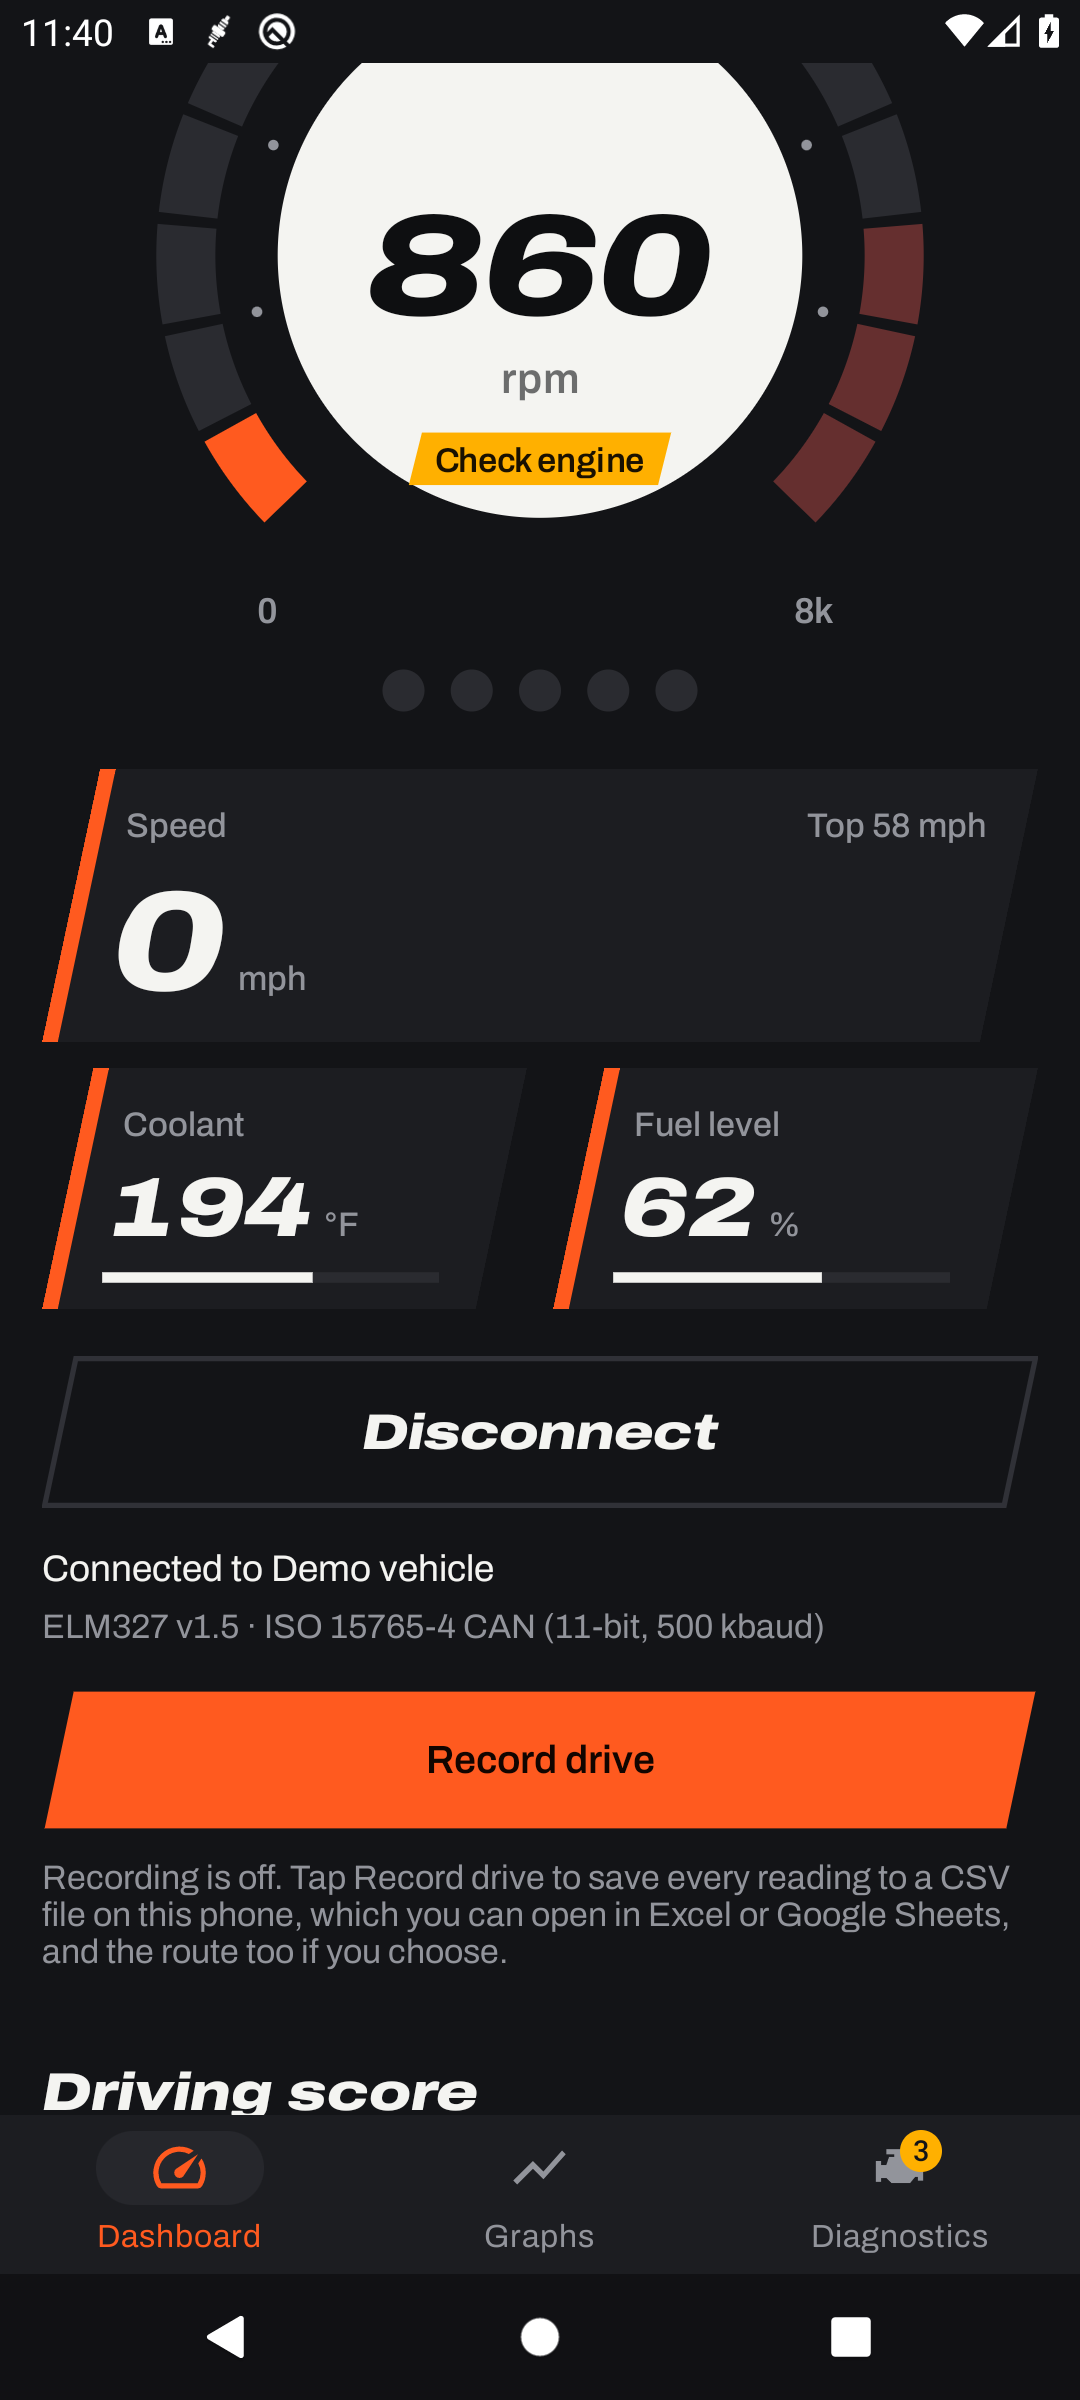 11:40
860
rpm
Check engine
0
8k
Speed
Top 58 mph
0 mph
Coolant
194 °F
Fuel level
62 %
Disconnect
Connected to Demo vehicle
ELM327 v1.5 · ISO 15765-4 CAN (11-bit, 500 kbaud)
Record drive
Recording is off. Tap Record drive to save every reading to a CSV
file on this phone, which you can open in Excel or Google Sheets,
and the route too if you choose.
Driving score
3
Dashboard
Graphs
Diagnostics